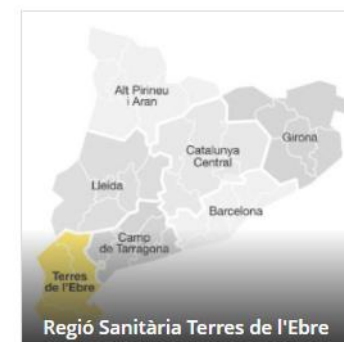 Alt Pirineu
i Aran
Girona
Catalunya
Central
Lleida
Barcelona
Camp
de Tarragona
Terres
de l'Ebre
Regió Sanitària Terres de l'Ebre